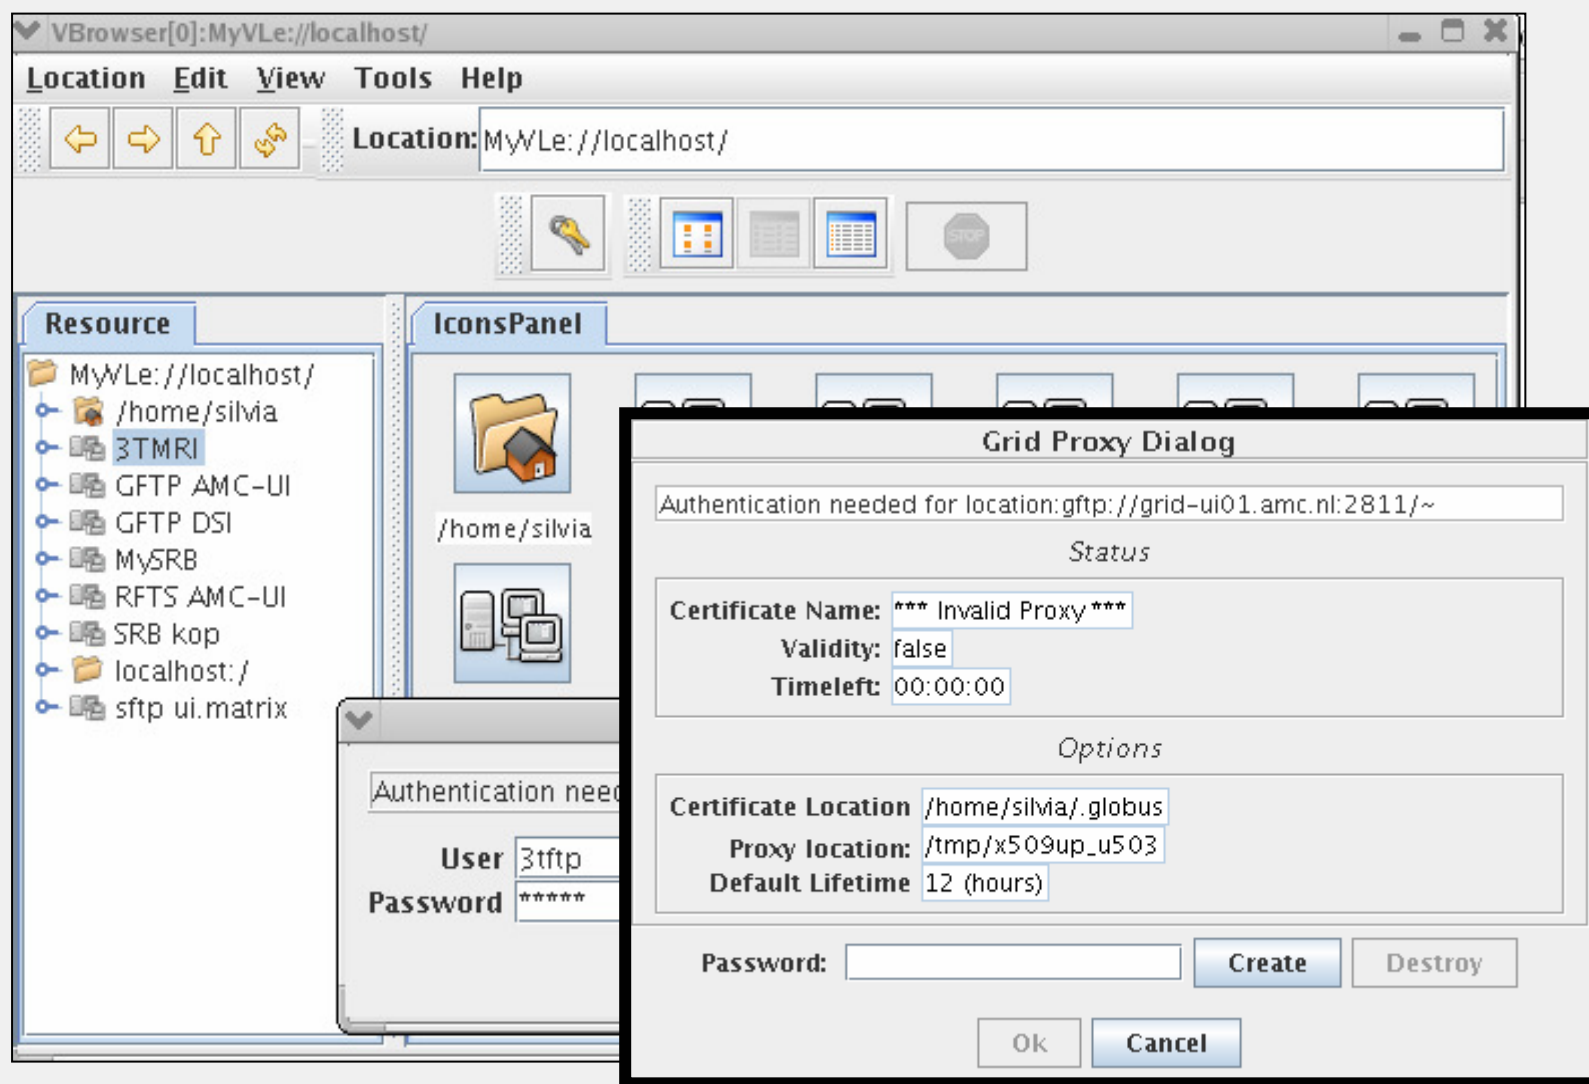 VBrowser[0]:MyVLe://localhost/
Location Edit View Tools Help
Location: MyVLe://localhost/
STOP
Resource
IconsPanel
MyVLe://localhost/
/home/silvia
3TMRI
GFTP AMC-UI
GFTP DSI
MySRB
RFTS AMC-UI
SRB kop
localhost:/
sftp ui.matrix
/home/silvia
Authentication need
User 3tftp
Password *****
Grid Proxy Dialog
Authentication needed for location:gftp://grid-ui01.amc.nl:2811/~
Status
Certificate Name: *** Invalid Proxy ***
Validity: false
Timeleft: 00:00:00
Options
Certificate Location /home/silvia/.globus
Proxy location: /tmp/x509up_u503
Default Lifetime 12 (hours)
Password: Create Destroy
Ok Cancel